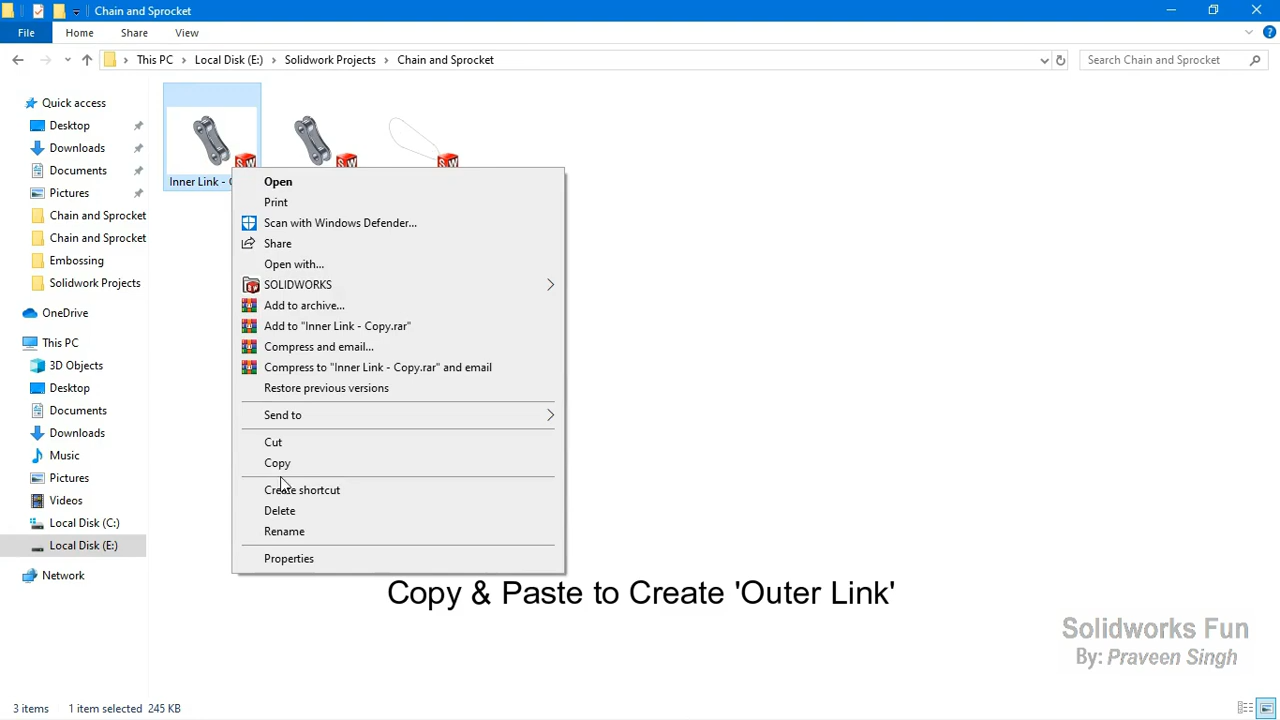 Chain and Sprocket
File Home Share View
This PC Local Disk (E:) Solidwork Projects Chain and Sprocket
Search Chain and Sprocket
Quick access
Desktop
Downloads
Documents
Pictures
Chain and Sprocket
Chain and Sprocket
Embossing
Solidwork Projects
OneDrive
This PC
3D Objects
Desktop
Documents
Downloads
Music
Pictures
Videos
Local Disk (C:)
Local Disk (E:)
Network
SW
SW
SW
Inner Link -
Open
Print
Scan with Windows Defender...
Share
Open with...
SOLIDWORKS
Add to archive...
Add to "Inner Link - Copy.rar"
Compress and email...
Compress to "Inner Link - Copy.rar" and email
Restore previous versions
Send to
Cut
Copy
Create shortcut
Delete
Rename
Properties
Copy & Paste to Create 'Outer Link'
Solidworks Fun
By: Praveen Singh
3 items 1 item selected 245 KB